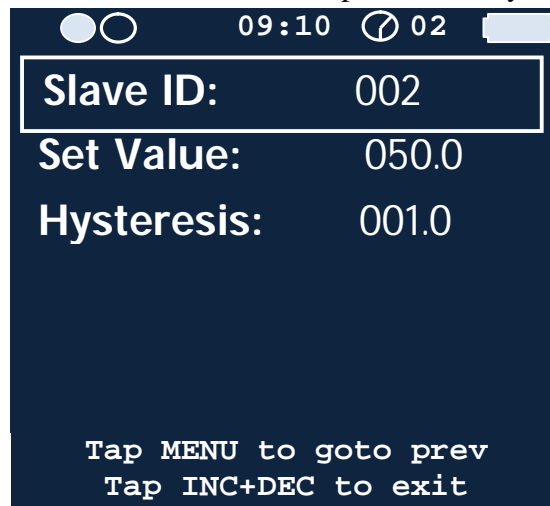 09:10 02
Slave ID: 002
Set Value: 050.0
Hysteresis: 001.0
Tap MENU to goto prev
Tap INC+DEC to exit